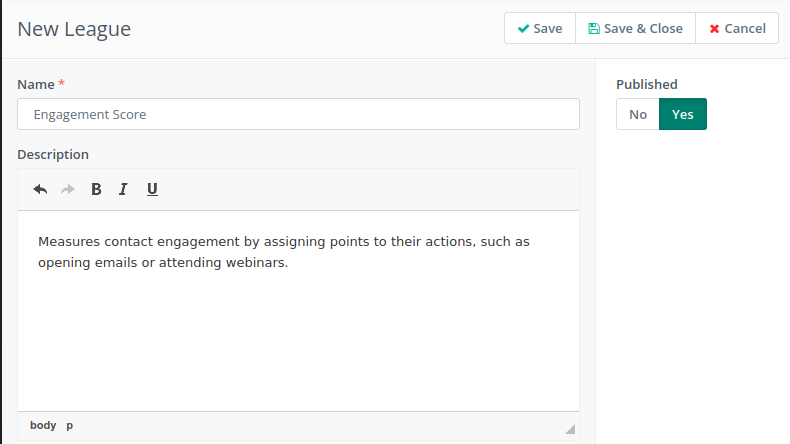 New League
Save
Save & Close
Cancel
Name *
Engagement Score
Description
B I U
Measures contact engagement by assigning points to their actions, such as
opening emails or attending webinars.
body p
Published
No Yes